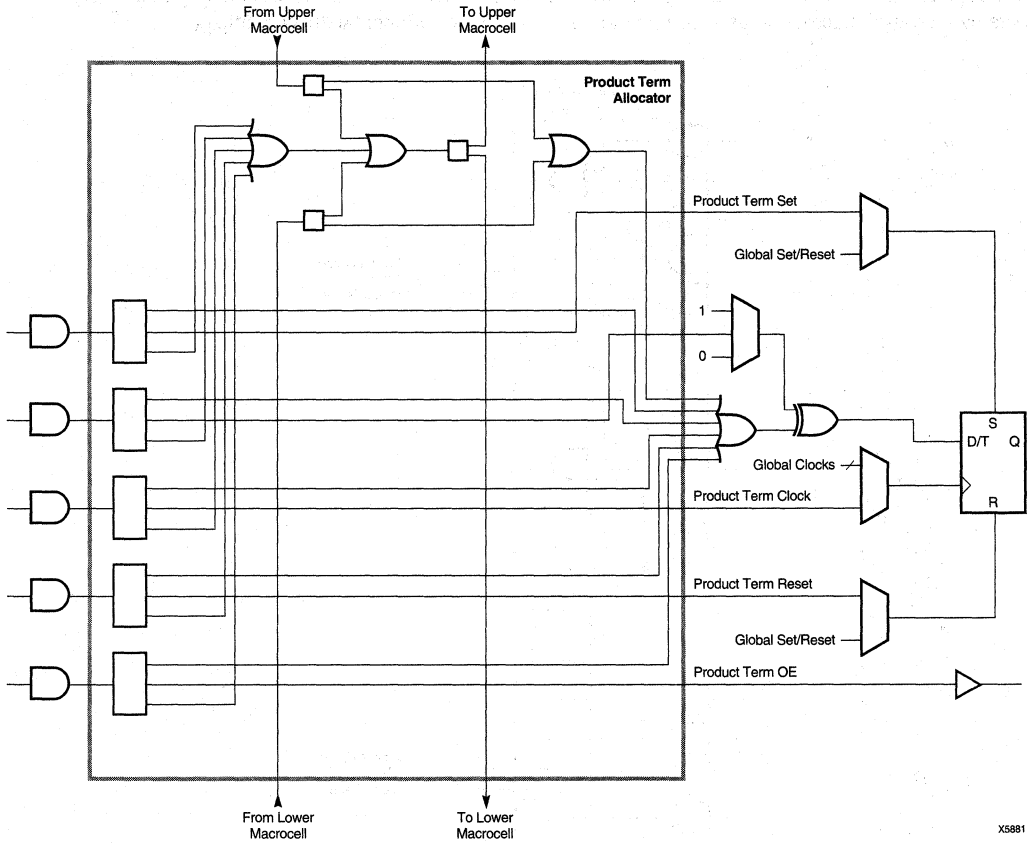 From Upper
Macrocell
To Upper
Macrocell
Product Term
Allocator
Product Term Set
Global Set/Reset
1
0
S
D/T Q
R
Global Clocks
Product Term Clock
Product Term Reset
Global Set/Reset
Product Term OE
From Lower
Macrocell
To Lower
Macrocell
X5881